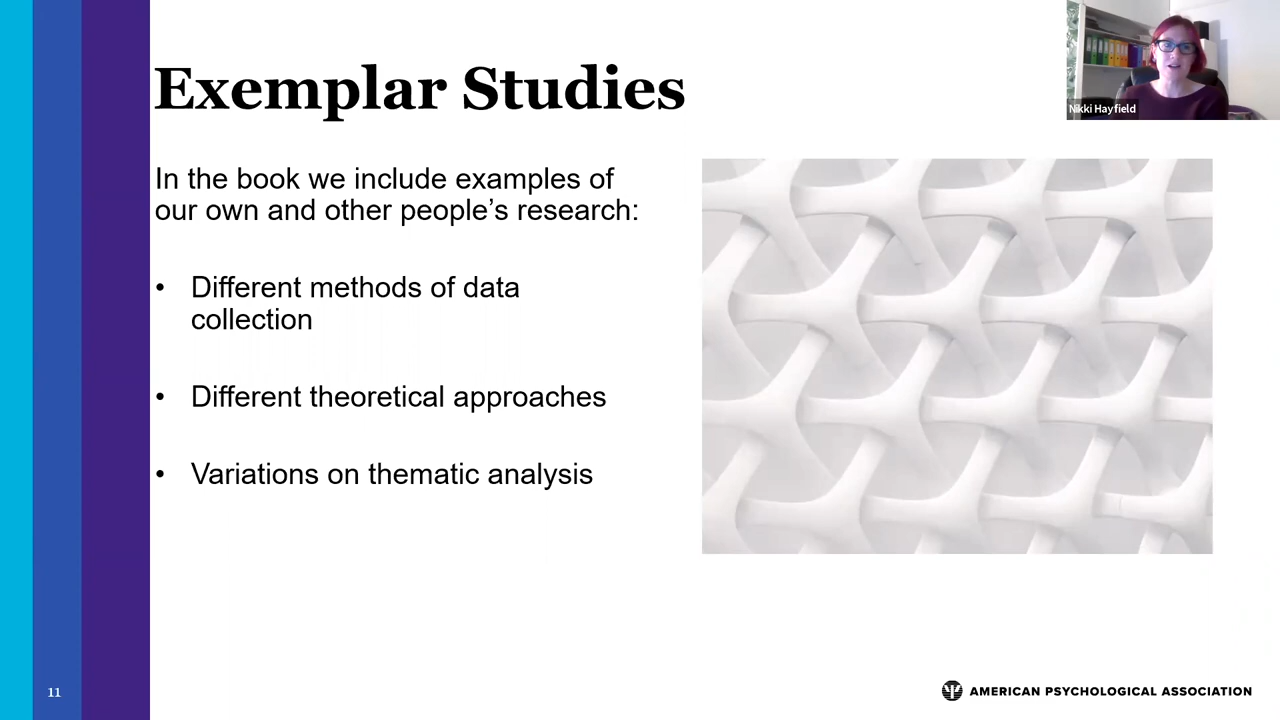 Exemplar Studies
Nikki Hayfield
In the book we include examples of
our own and other people’s research:
• Different methods of data
collection
• Different theoretical approaches
• Variations on thematic analysis
11
AMERICAN PSYCHOLOGICAL ASSOCIATION